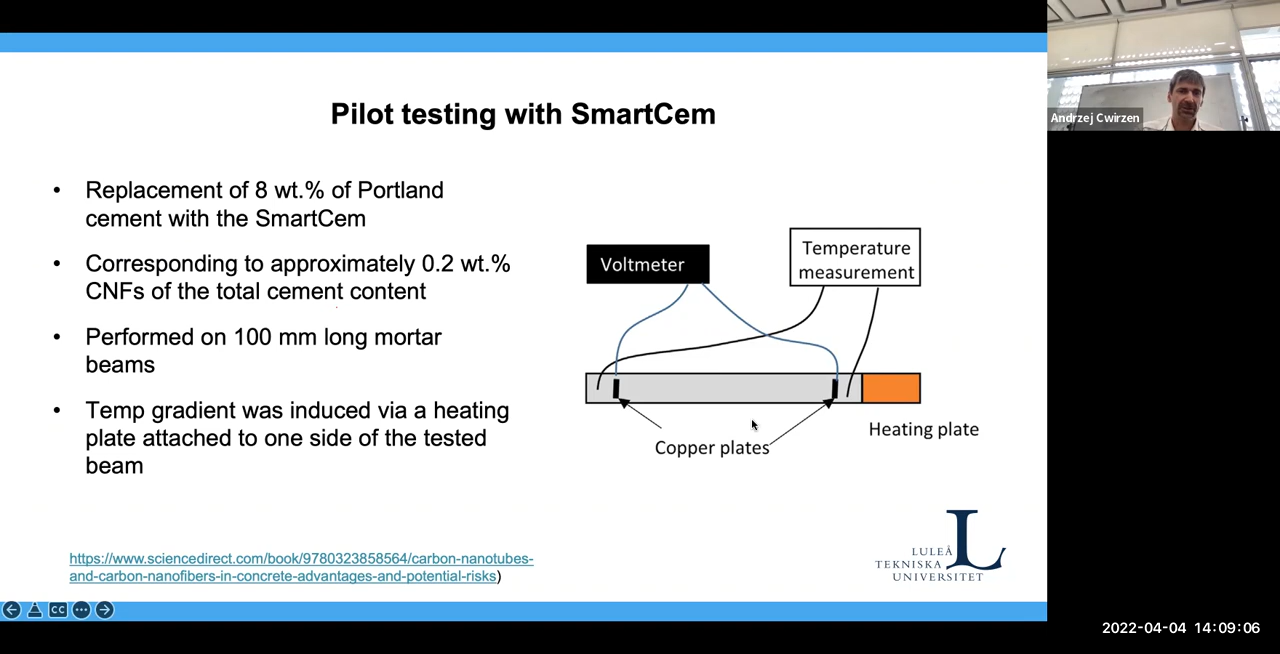 Pilot testing with SmartCem
• Replacement of 8 wt.% of Portland
cement with the SmartCem
• Corresponding to approximately 0.2 wt.%
CNFs of the total cement content
• Performed on 100 mm long mortar
beams
• Temp gradient was induced via a heating
plate attached to one side of the tested
beam
Voltmeter
Temperature
measurement
Copper plates
Heating plate
https://www.sciencedirect.com/book/9780323858564/carbon-nanotubes-
and-carbon-nanofibers-in-concrete-advantages-and-potential-risks)
LULEÅ
TEKNISKA
UNIVERSITET
L
CC
Andrzej Cwirzen
2022-04-04 14:09:06